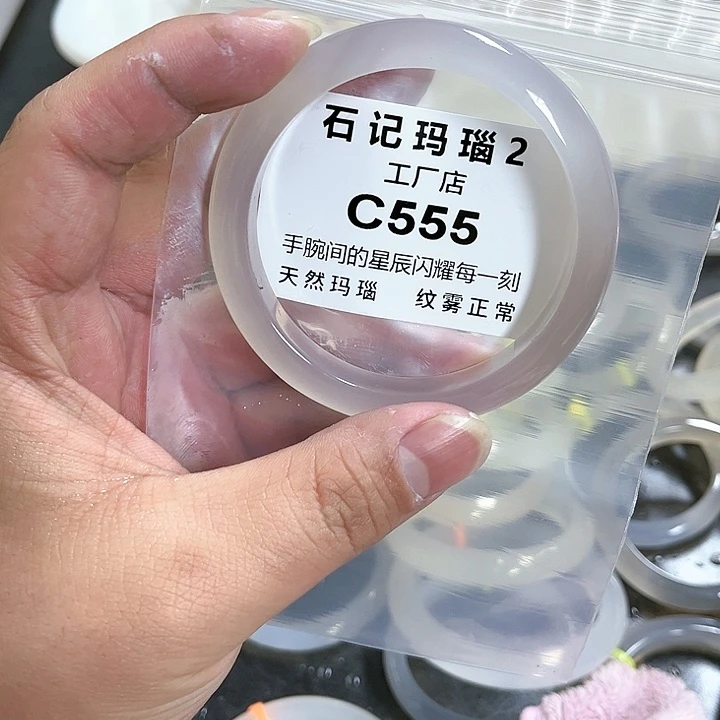 石记玛瑙2
工厂店
C555
手腕间的星辰闪耀每一刻
天然玛瑙 纹雾正常